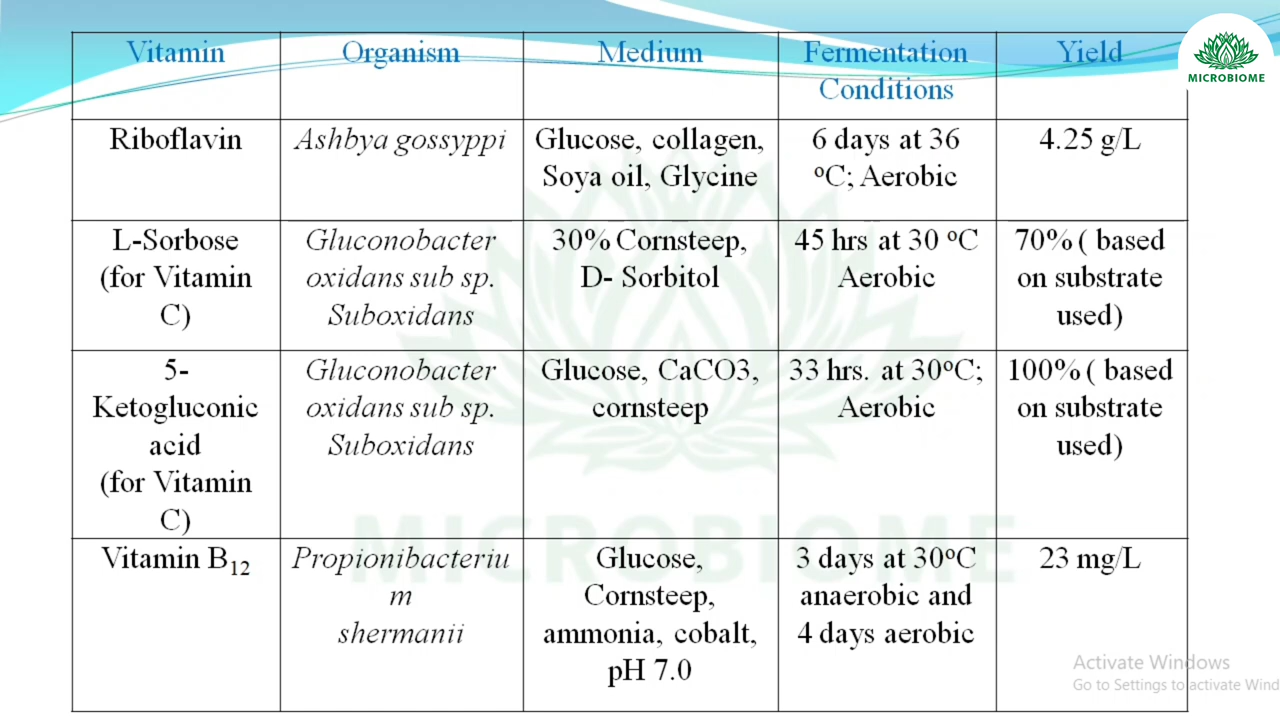 Vitamin
Organism
Medium
Fermentation
Conditions
Yield
MICROBIOME
Riboflavin
Ashbya gossyppi
Glucose, collagen,
Soya oil, Glycine
6 days at 36
ºC; Aerobic
4.25 g/L
L-Sorbose
(for Vitamin
C)
Gluconobacter
oxidans sub sp.
Suboxidans
30% Cornsteep,
D- Sorbitol
45 hrs at 30 ºC
Aerobic
70% ( based
on substrate
used)
5-
Ketogluconic
acid
(for Vitamin
C)
Gluconobacter
oxidans sub sp.
Suboxidans
Glucose, CaCO3,
cornsteep
33 hrs. at 30ºC;
Aerobic
100% ( based
on substrate
used)
Vitamin B12
Propionibacteriu
m
shermanii
Glucose,
Cornsteep,
ammonia, cobalt,
pH 7.0
3 days at 30ºC
anaerobic and
4 days aerobic
23 mg/L
MICROBIOME
Activate Windows
Go to Settings to activate Wind